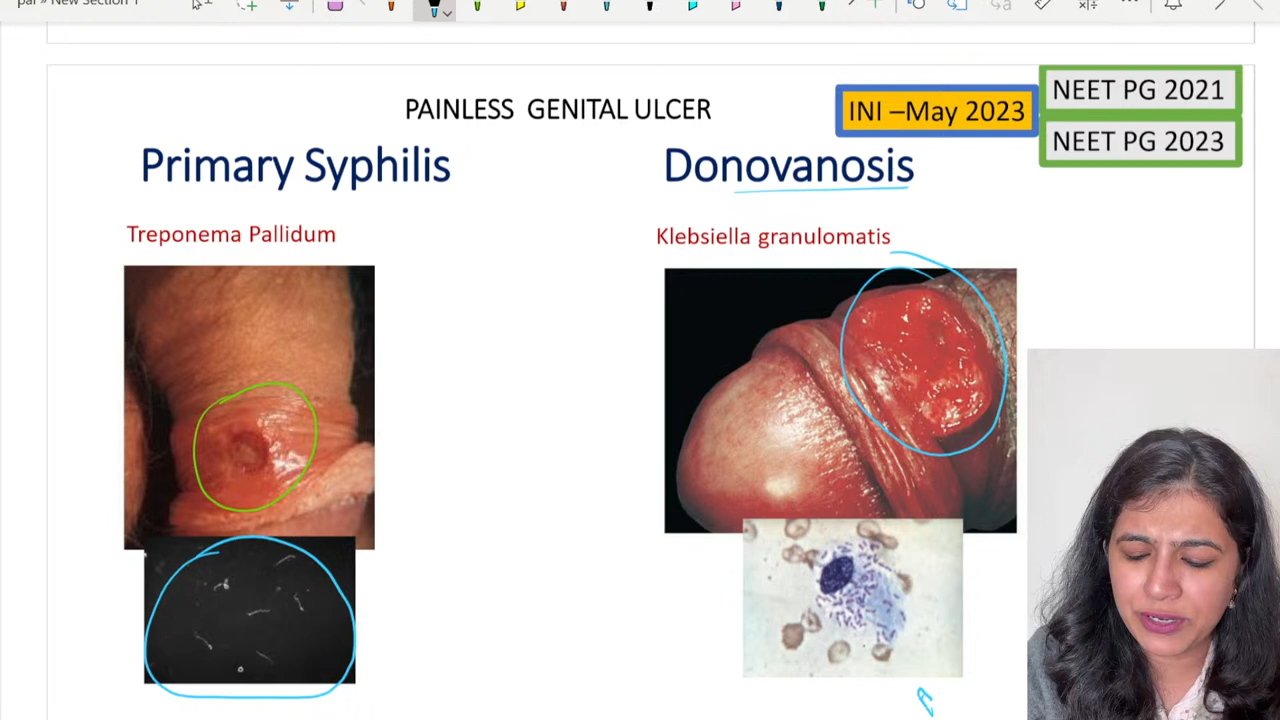 PAINLESS GENITAL ULCER
INI –May 2023
NEET PG 2021
NEET PG 2023
Primary Syphilis
Donovanosis
Treponema Pallidum
Klebsiella granulomatis